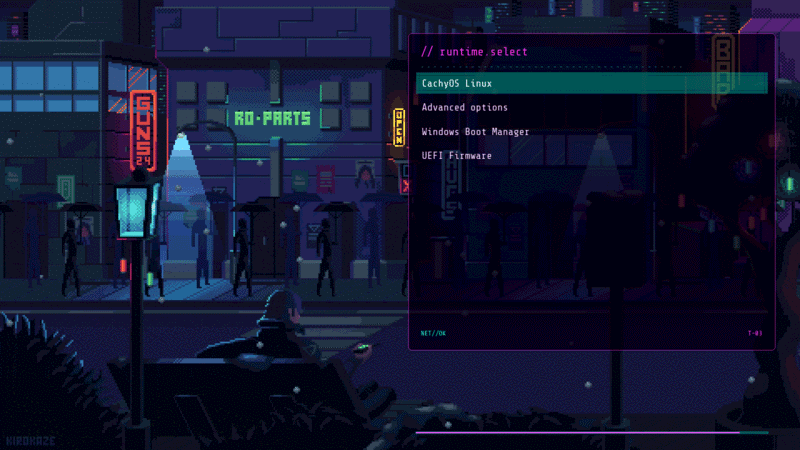 GUNS
24
RO-PARTS
OPEN
// runtime.select
CachyOS Linux
Advanced options
Windows Boot Manager
UEFI Firmware
NET//OK
T-03
KIROKAZE